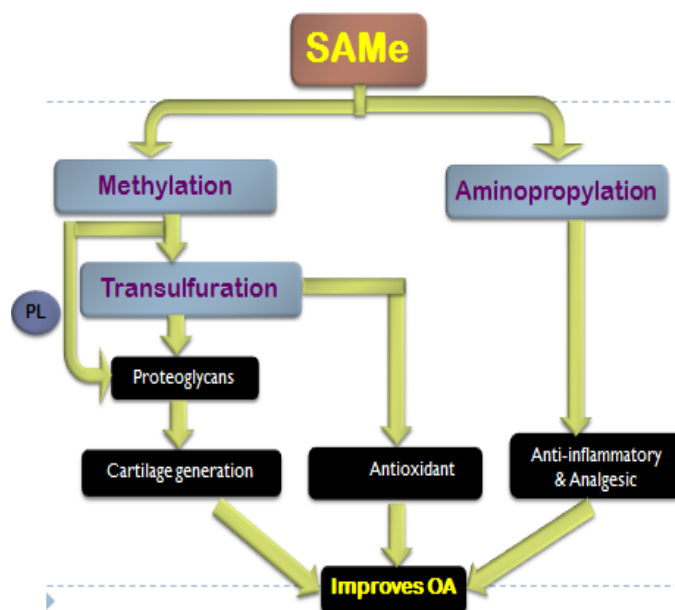 SAMe
Methylation
Aminopropylation
Transulfuration
PL
Proteoglycans
Cartilage generation
Antioxidant
Anti-inflammatory
& Analgesic
Improves OA